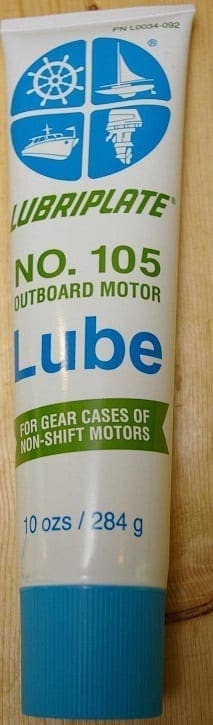 PN L0034-092
®
LUBRIPLATE®
NO. 105
OUTBOARD MOTOR
Lube
FOR GEAR CASES OF
NON-SHIFT MOTORS
10 ozs / 284 g